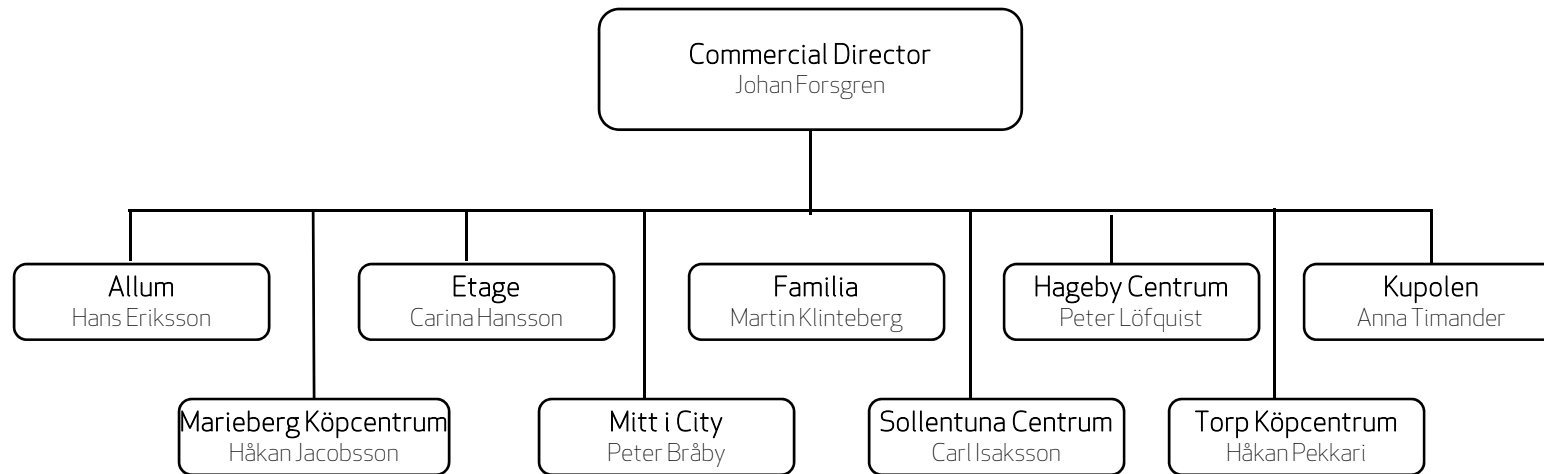 Commercial Director
Johan Forsgren
Allum
Hans Eriksson
Etage
Carina Hansson
Familia
Martin Klinteberg
Hageby Centrum
Peter Löfquist
Kupolen
Anna Timander
Marieberg Köpcentrum
Håkan Jacobsson
Mitt i City
Peter Bråby
Sollentuna Centrum
Carl Isaksson
Torp Köpcentrum
Håkan Pekkari